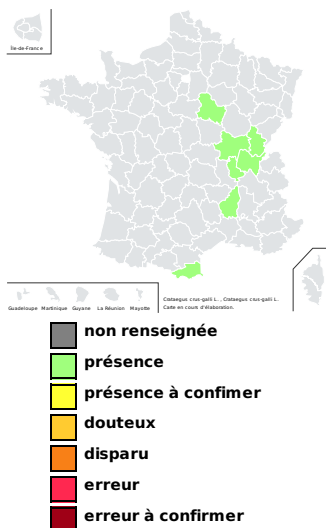 Île-de-France
Guadeloupe Martinique Guyane La Réunion Mayotte
Crataegus crus-galli L. , Crataegus crus-galli L.
Carte en cours d'élaboration.
non renseignée
présence
présence à confimer
douteux
disparu
erreur
erreur à confirmer